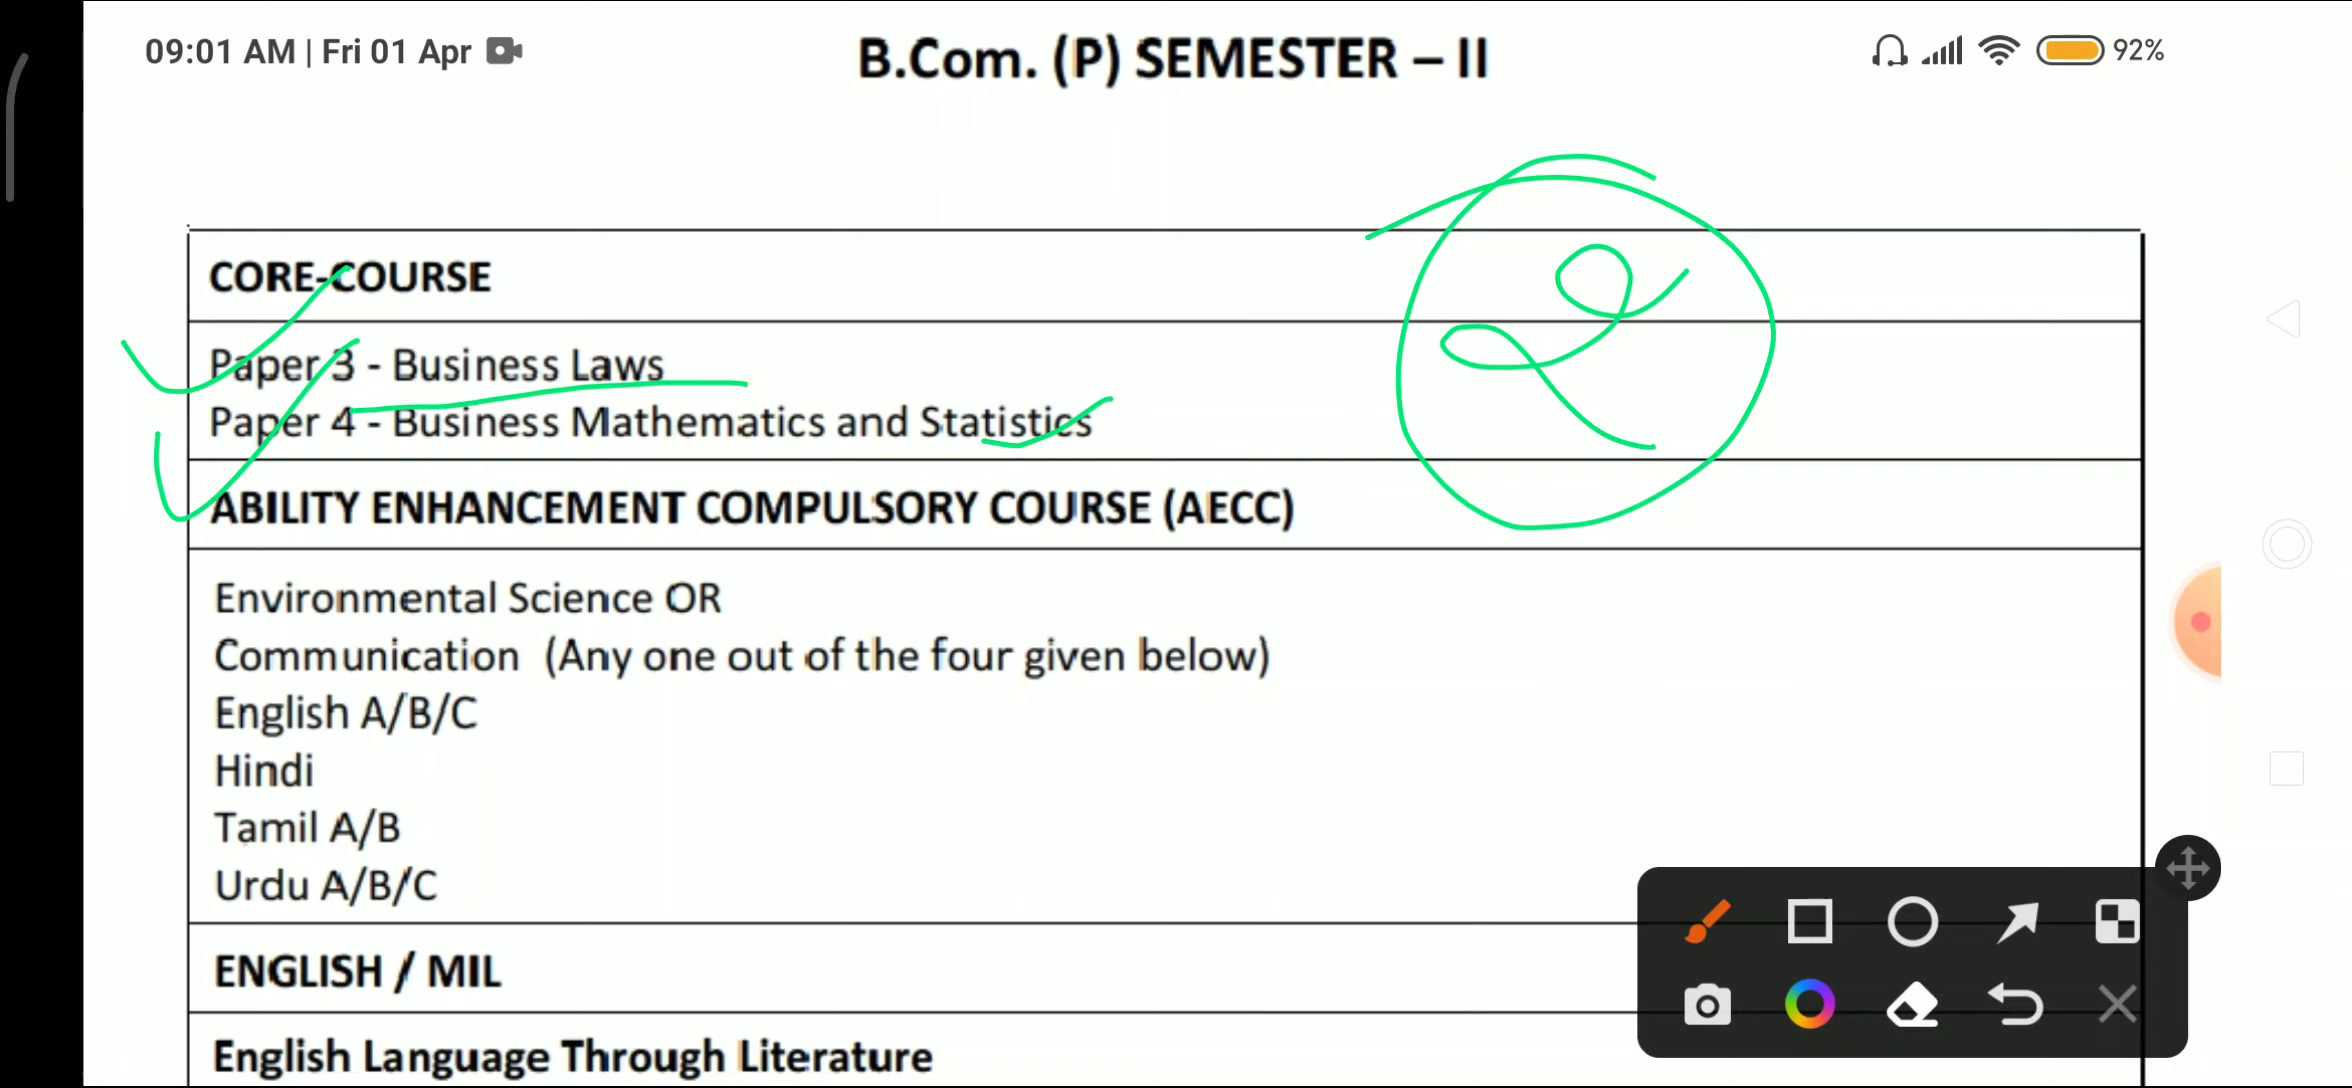 09:01 AM | Fri 01 Apr
92%
B.Com. (P) SEMESTER – II
2
CORE-COURSE
Paper 3 - Business Laws
Paper 4 - Business Mathematics and Statistics
ABILITY ENHANCEMENT COMPULSORY COURSE (AECC)
Environmental Science OR
Communication (Any one out of the four given below)
English A/B/C
Hindi
Tamil A/B
Urdu A/B/C
ENGLISH / MIL
English Language Through Literature